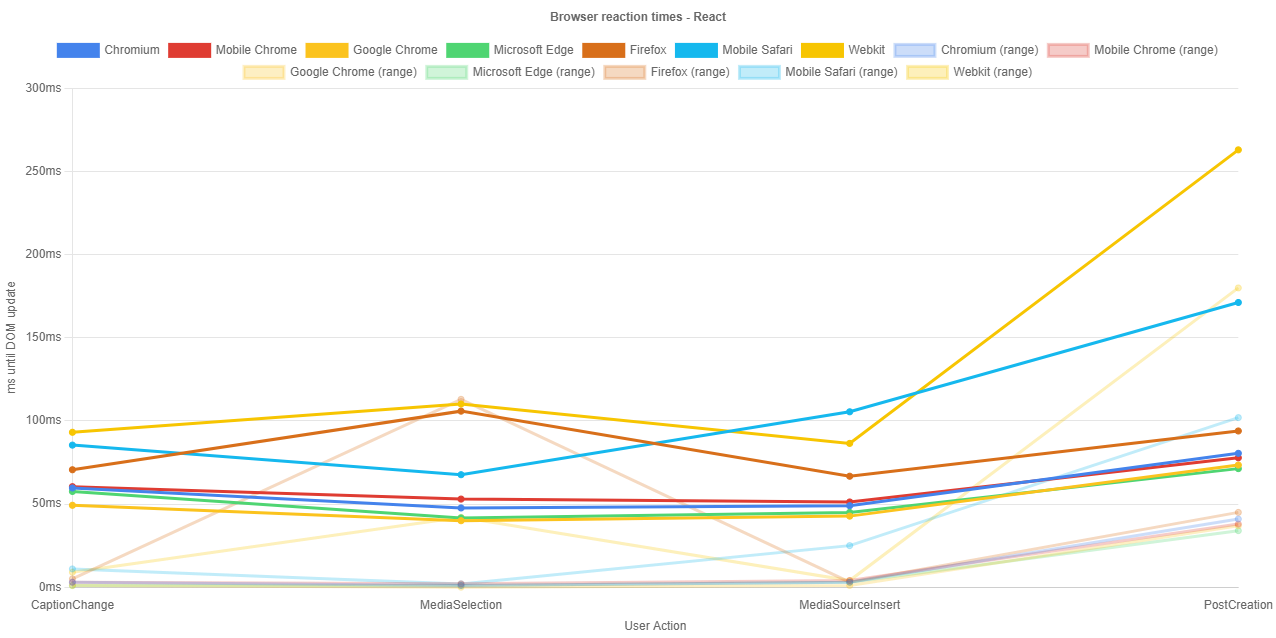 Browser reaction times - React
Chromium Mobile Chrome Google Chrome Microsoft Edge Firefox Mobile Safari Webkit Chromium (range) Mobile Chrome (range)
Google Chrome (range) Microsoft Edge (range) Firefox (range) Mobile Safari (range) Webkit (range)
300ms
250ms
200ms
150ms
100ms
50ms
0ms
ms until DOM update
CaptionChange MediaSelection MediaSourceInsert PostCreation
User Action